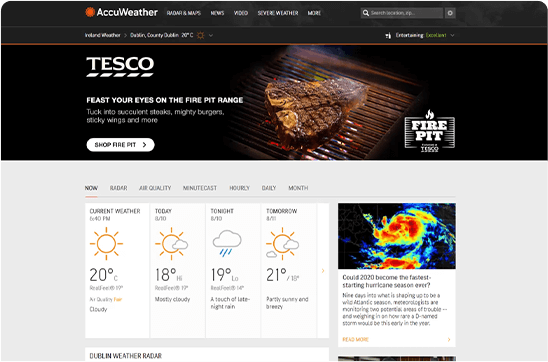 AccuWeather
RADAR & MAPS NEWS VIDEO SEVERE WEATHER MORE
Search location, zip...
Ireland Weather > Dublin, County Dublin 20° C
Entertaining: Excellent
TESCO
FEAST YOUR EYES ON THE FIRE PIT RANGE
Tuck into succulent steaks, mighty burgers,
sticky wings and more
SHOP FIRE PIT >
FIRE
PIT
TESCO
NOW RADAR AIR QUALITY MINUTECAST HOURLY DAILY MONTH
CURRENT WEATHER
6:40 PM
20°C
RealFeel® 19°
Air Quality Fair
Cloudy
TODAY
8/10
18° Hi
RealFeel® 19°
Mostly cloudy
TONIGHT
8/10
19° Lo
RealFeel® 14°
A touch of late-
night rain
TOMORROW
8/11
21° / 18°
Partly sunny and
breezy
Could 2020 become the fastest-
starting hurricane season ever?
Nine days into what is shaping up to be a
wild Atlantic season, meteorologists are
monitoring two potential areas of trouble --
and weighing in on how rare a D-named
storm would be this early in the year.
READ MORE >
DUBLIN WEATHER RADAR